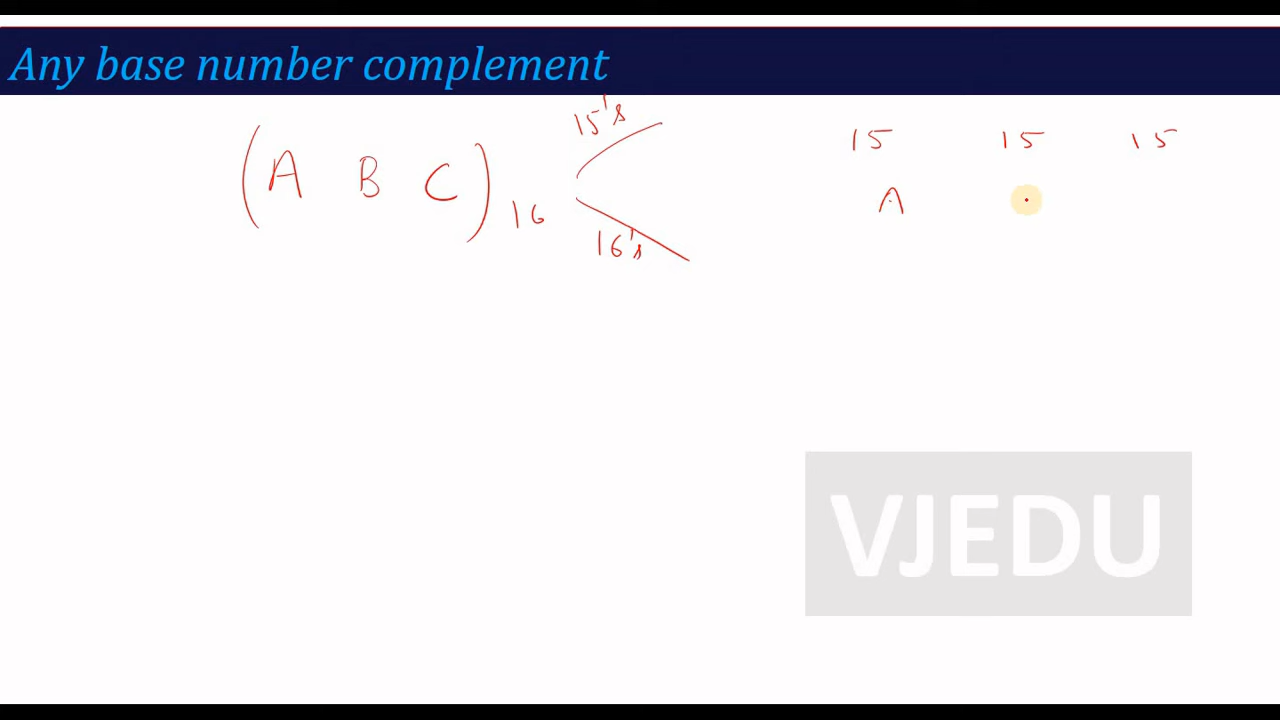 Any base number complement
15's
(A B C)16
16's
15 15 15
A
VJEDU